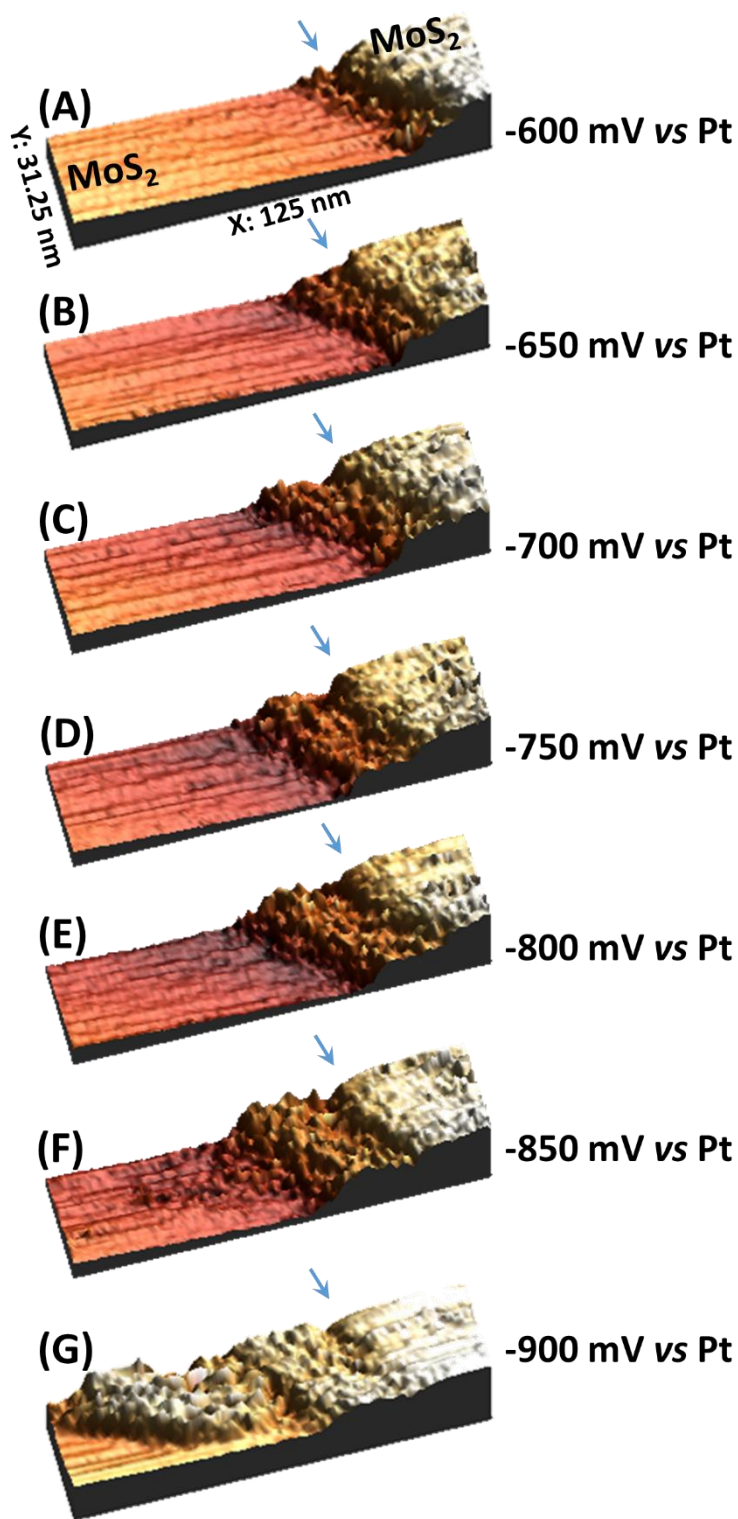 MoS₂
(A)
-600 mV vs Pt
MoS₂
Y: 31.25 nm
X: 125 nm
(B)
-650 mV vs Pt
(C)
-700 mV vs Pt
(D)
-750 mV vs Pt
(E)
-800 mV vs Pt
(F)
-850 mV vs Pt
(G)
-900 mV vs Pt